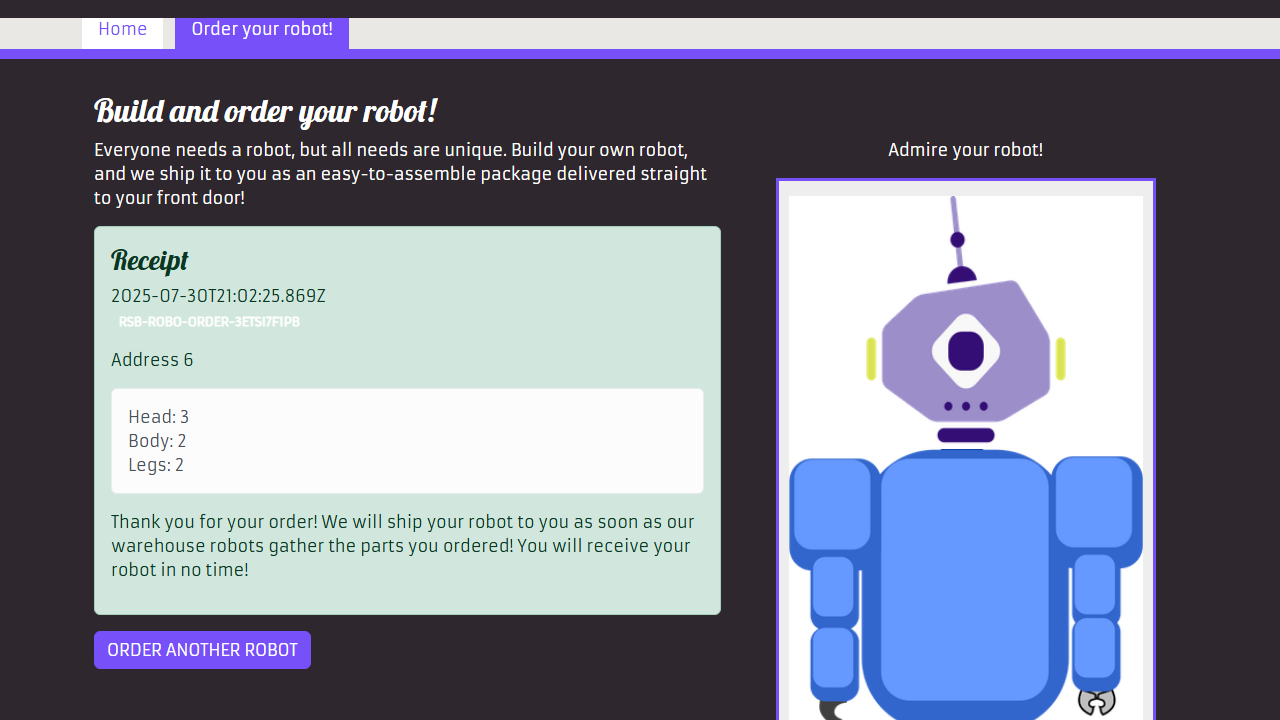 Home
Order your robot!
Build and order your robot!
Everyone needs a robot, but all needs are unique. Build your own robot,
and we ship it to you as an easy-to-assemble package delivered straight
to your front door!
Receipt
2025-07-30T21:02:25.869Z
RSB-ROBO-ORDER-3ETSI7F1PB
Address 6
Head: 3
Body: 2
Legs: 2
Thank you for your order! We will ship your robot to you as soon as our
warehouse robots gather the parts you ordered! You will receive your
robot in no time!
ORDER ANOTHER ROBOT
Admire your robot!